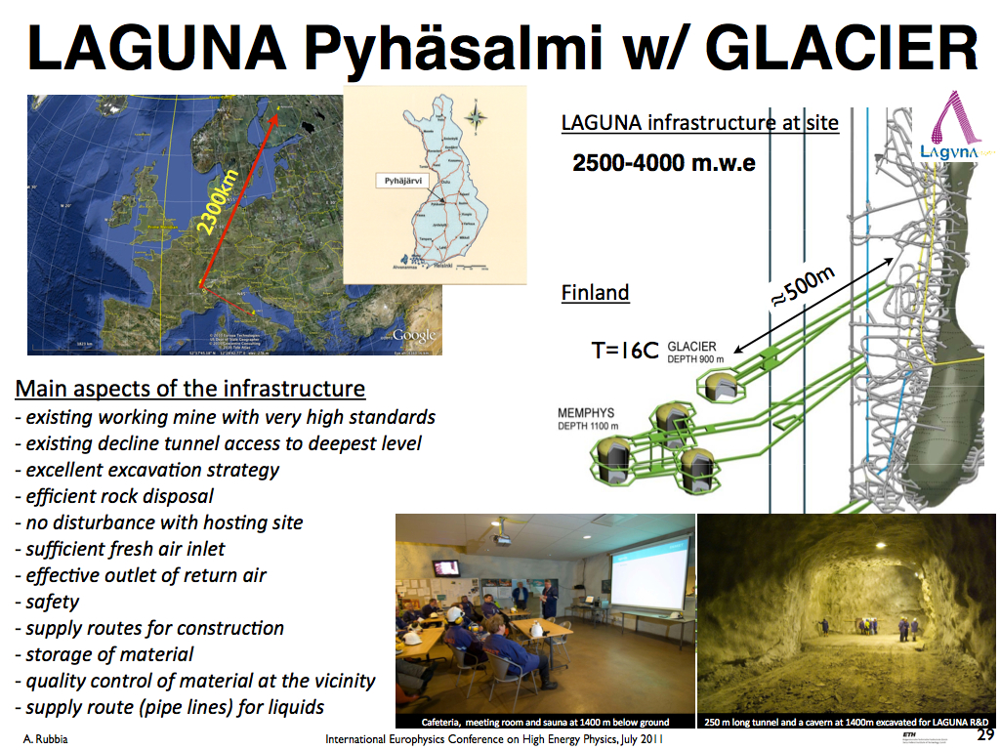 LAGUNA Pyhäsalmi w/ GLACIER
2300km
Google
Pyhäjärvi
Helsinki
LAGUNA infrastructure at site
2500-4000 m.w.e
Laguna
≈500m
Finland
T=16C
GLACIER
DEPTH 900 m
MEMPHYS
DEPTH 1100 m
Main aspects of the infrastructure
- existing working mine with very high standards
- existing decline tunnel access to deepest level
- excellent excavation strategy
- efficient rock disposal
- no disturbance with hosting site
- sufficient fresh air inlet
- effective outlet of return air
- safety
- supply routes for construction
- storage of material
- quality control of material at the vicinity
- supply route (pipe lines) for liquids
Cafeteria, meeting room and sauna at 1400 m below ground
250 m long tunnel and a cavern at 1400m excavated for LAGUNA R&D
A. Rubbia
International Europhysics Conference on High Energy Physics, July 2011
ETH
29